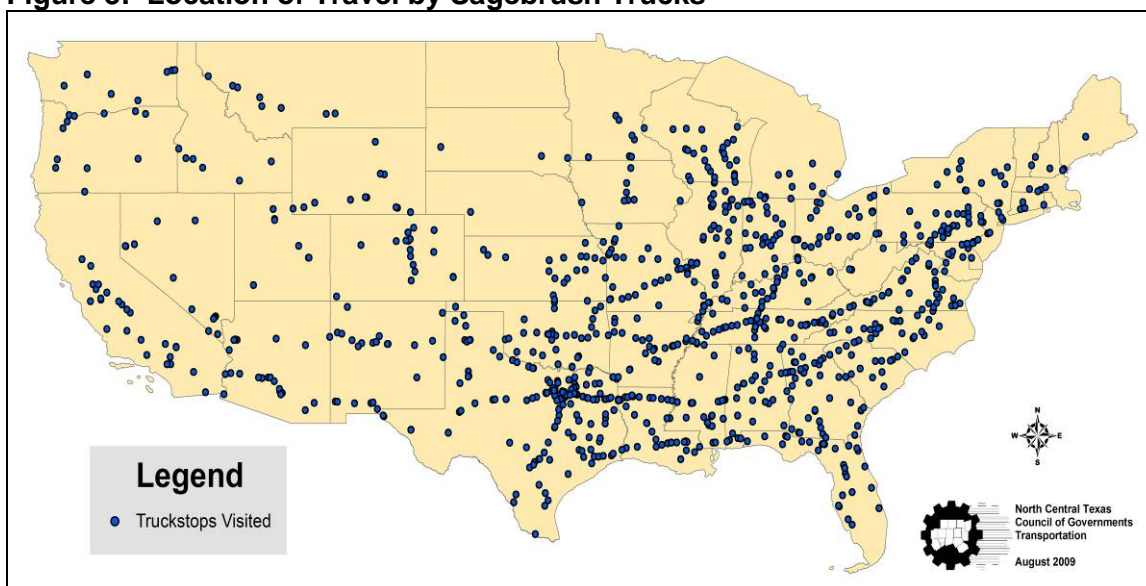 Figure 3:  Location of Travel by Sagebrush Trucks
N
W
E
S
Legend
Truckstops Visited
North Central Texas
Council of Governments
Transportation
August 2009